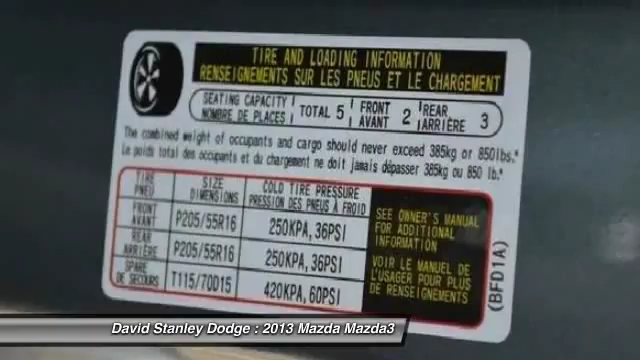 TIRE AND LOADING INFORMATION
RENSEIGNEMENTS SUR LES PNEUS ET LE CHARGEMENT
SEATING CAPACITY
NOMBRE DE PLACES
TOTAL 5
FRONT
AVANT
2
REAR
ARRIÈRE
3
The combined weight of occupants and cargo should never exceed 385kg or 850lbs.
Le poids total des occupants et du chargement ne doit jamais dépasser 385kg ou 850 lb.
TIRE
PNEU
SIZE
DIMENSIONS
COLD TIRE PRESSURE
PRESSION DES PNEUS À FROID
FRONT
AVANT
P205/55R16
250KPA, 36PSI
REAR
ARRIÈRE
P205/55R16
250KPA, 36PSI
SPARE
DE SECOURS
T115/70D15
420KPA, 60PSI
SEE OWNER'S MANUAL
FOR ADDITIONAL
INFORMATION
VOIR LE MANUEL DE
L'USAGER POUR PLUS
DE RENSEIGNEMENTS
(BFD1A)
David Stanley Dodge : 2013 Mazda Mazda3